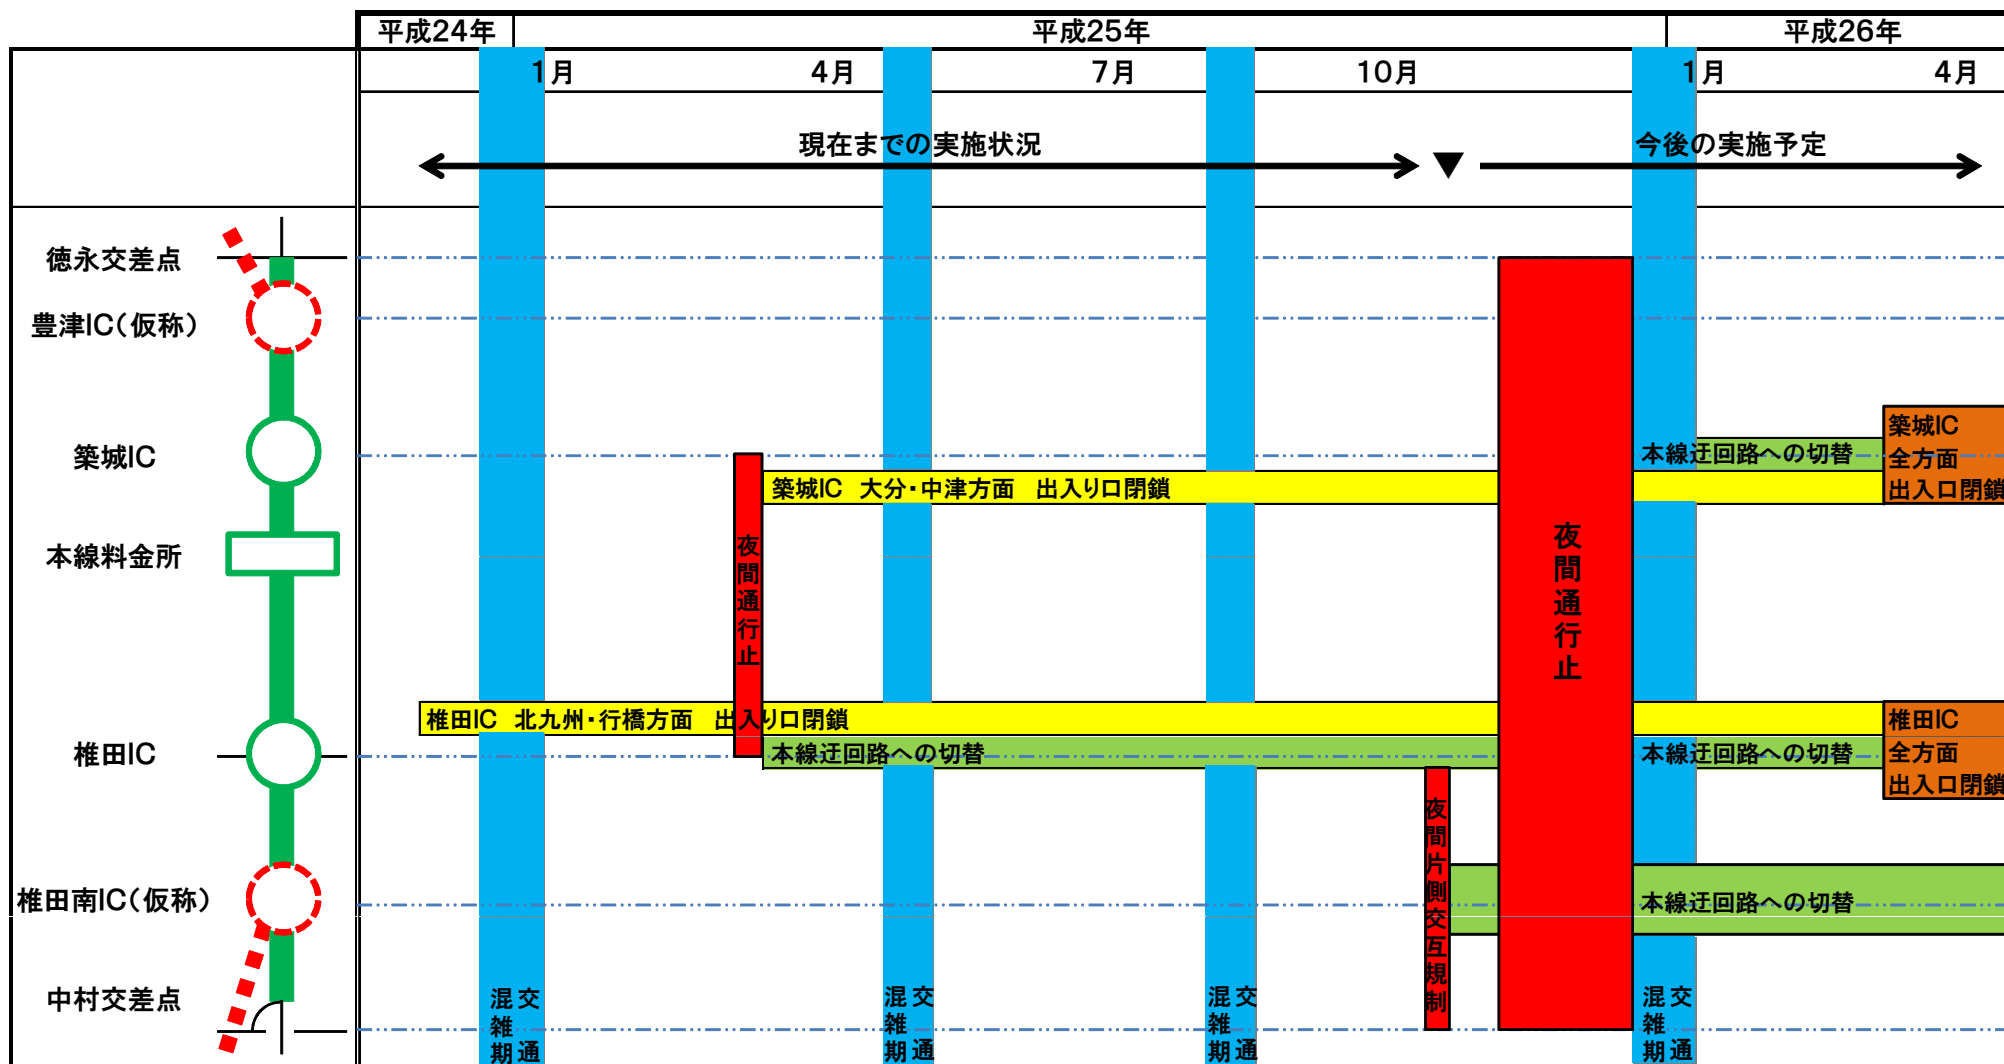 平成24年
平成25年
平成26年
1月
4月
7月
10月
1月
4月
現在までの実施状況
▼
今後の実施予定
徳永交差点
豊津IC(仮称)
築城IC
本線料金所
椎田IC
椎田南IC(仮称)
中村交差点
築城IC 大分・中津方面 出入り口閉鎖
本線迂回路への切替
築城IC
全方面
出入口閉鎖
夜間通行止
夜間通行止
椎田IC 北九州・行橋方面 出入り口閉鎖
本線迂回路への切替
本線迂回路への切替
椎田IC
全方面
出入口閉鎖
夜間片側交互規制
本線迂回路への切替
交通
混雑期
交通
混雑期
交通
混雑期
交通
混雑期